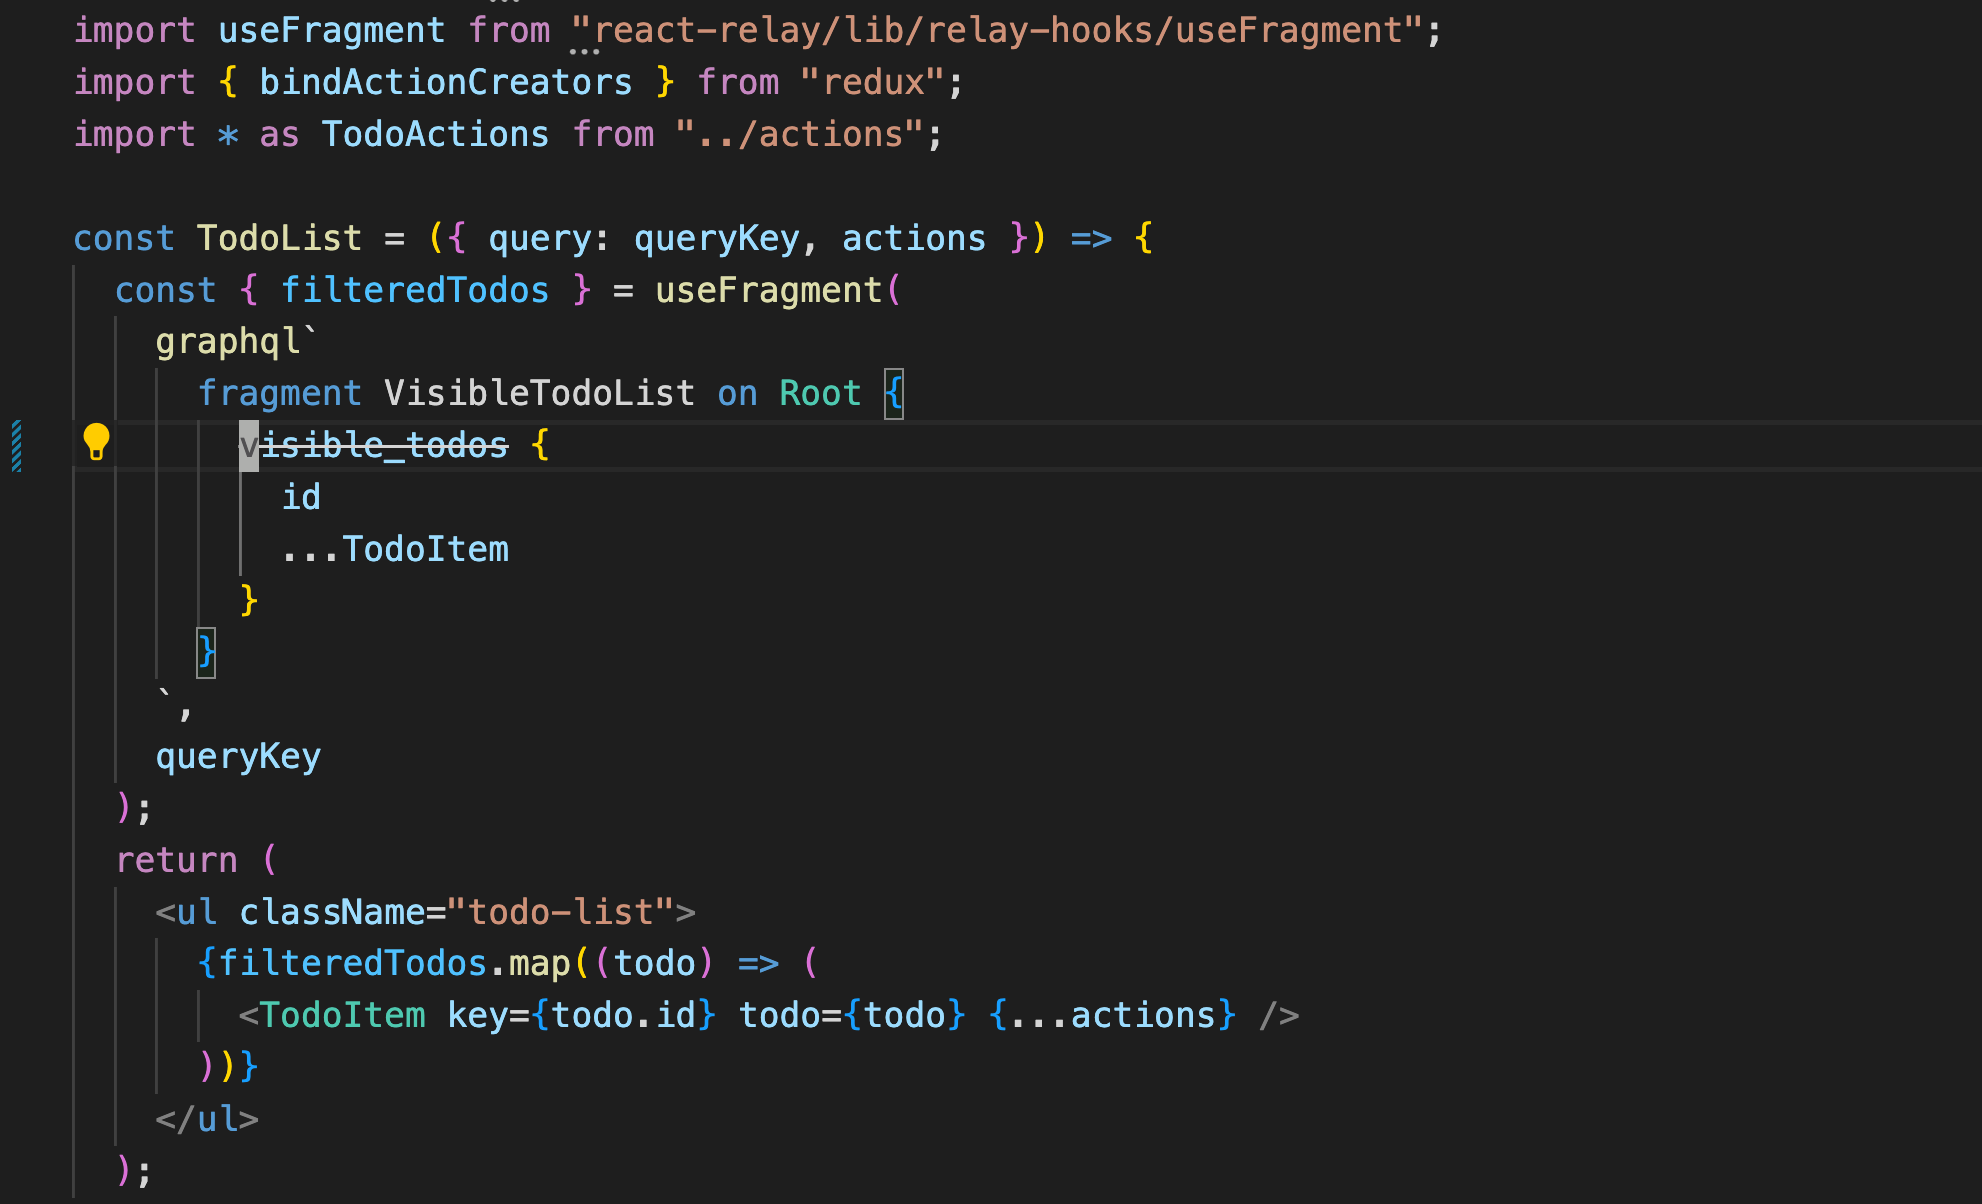 import useFragment from "react-relay/lib/relay-hooks/useFragment";
import { bindActionCreators } from "redux";
import * as TodoActions from "../actions";
const TodoList = ({ query: queryKey, actions }) => {
const { filteredTodos } = useFragment(
graphql`
fragment VisibleTodoList on Root {
visible_todos {
id
...TodoItem
}
}
`,
queryKey
);
return (
<ul className="todo-list">
{filteredTodos.map((todo) => (
<TodoItem key={todo.id} todo={todo} {...actions} />
))}
</ul>
);